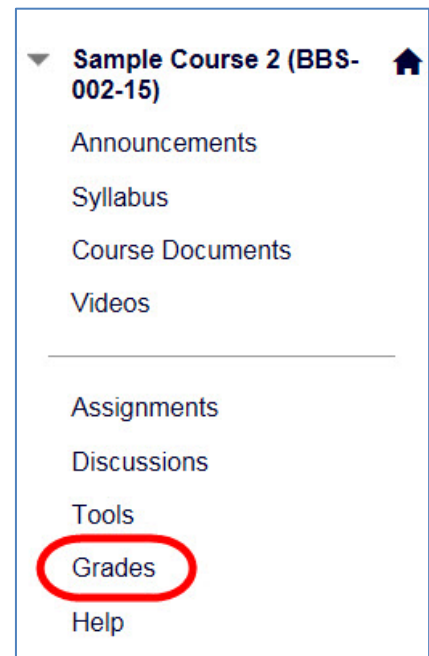 Sample Course 2 (BBS-
002-15)
Announcements
Syllabus
Course Documents
Videos
Assignments
Discussions
Tools
Grades
Help